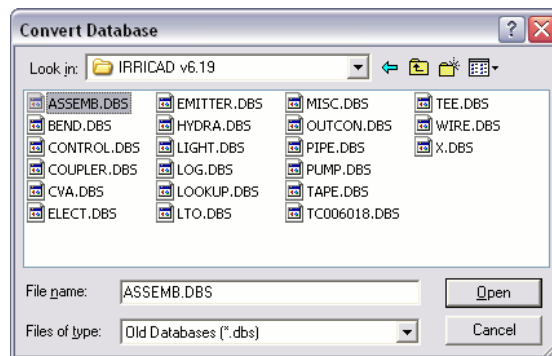 Convert Database
Look in: IRRICAD v6.19
ASSEMB.DBS EMITTER.DBS MISC.DBS TEE.DBS
BEND.DBS HYDRA.DBS OUTCON.DBS WIRE.DBS
CONTROL.DBS LIGHT.DBS PIPE.DBS X.DBS
COUPLER.DBS LOG.DBS PUMP.DBS
CVA.DBS LOOKUP.DBS TAPE.DBS
ELECT.DBS LTO.DBS TC006018.DBS
File name: ASSEMB.DBS Open
Files of type: Old Databases (*.dbs) Cancel